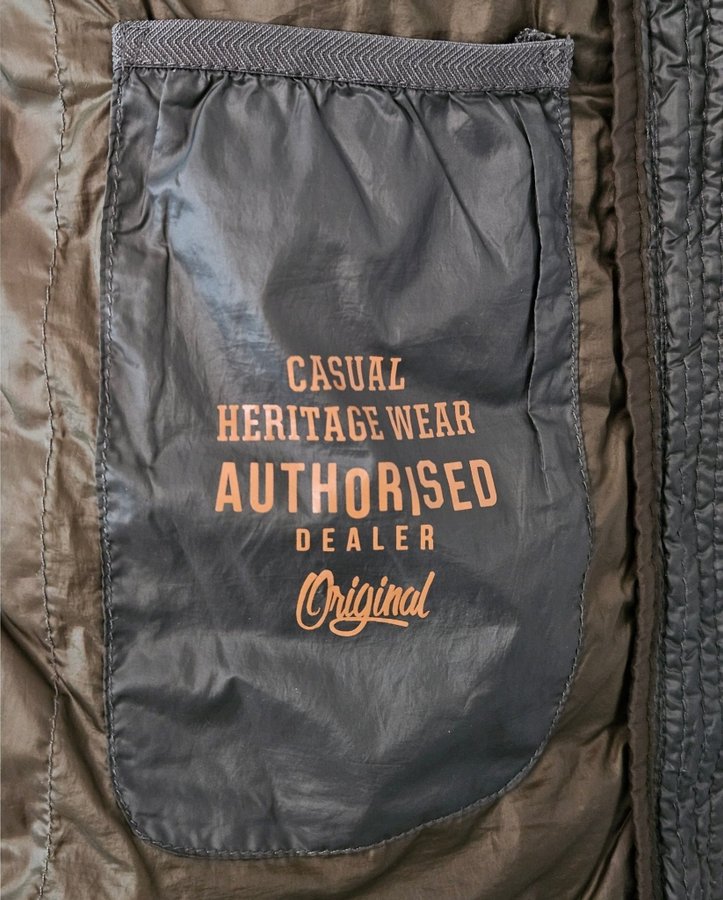 CASUAL
HERITAGE WEAR
AUTHORISED
DEALER
Original